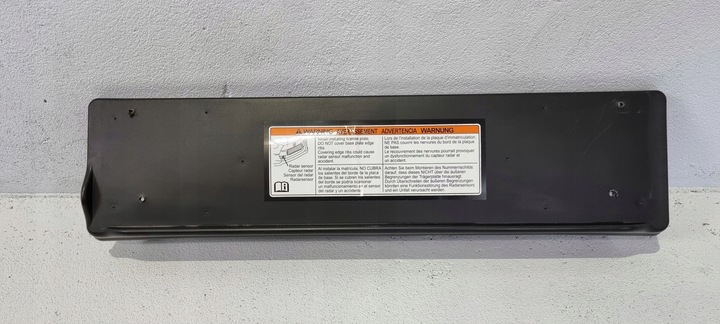 ⚠ WARNING AVERTISSEMENT ADVERTENCIA WARNUNG
When installing license plate,
DO NOT cover base plate edge
ribs.
Covering edge ribs could cause
radar sensor malfunction and
accident.
Lors de l'installation de la plaque d'immatriculation,
NE PAS couvrir les nervures du bord de la plaque
de base.
Le recouvrement des nervures pourrait provoquer
un dysfonctionnement du capteur radar et
un accident.
Radar sensor
Capteur radar
Sensor del radar
Radarsensor
Al instalar la matrícula, NO CUBRA
los salientes del borde de la placa
de base. Si se cubren los salientes
del borde se podría ocasionar
un malfuncionamiento en el sensor
del radar y un accidente.
Achten Sie beim Montieren des Nummernschilds
darauf, dass dieses NICHT über die äußeren
Begrenzungen der Trägerplatte hinausragt.
Durch Überschreiten der äußeren Begrenzungen
könnten eine Funktionsstörung des Radarsensors
und ein Unfall verursacht werden.